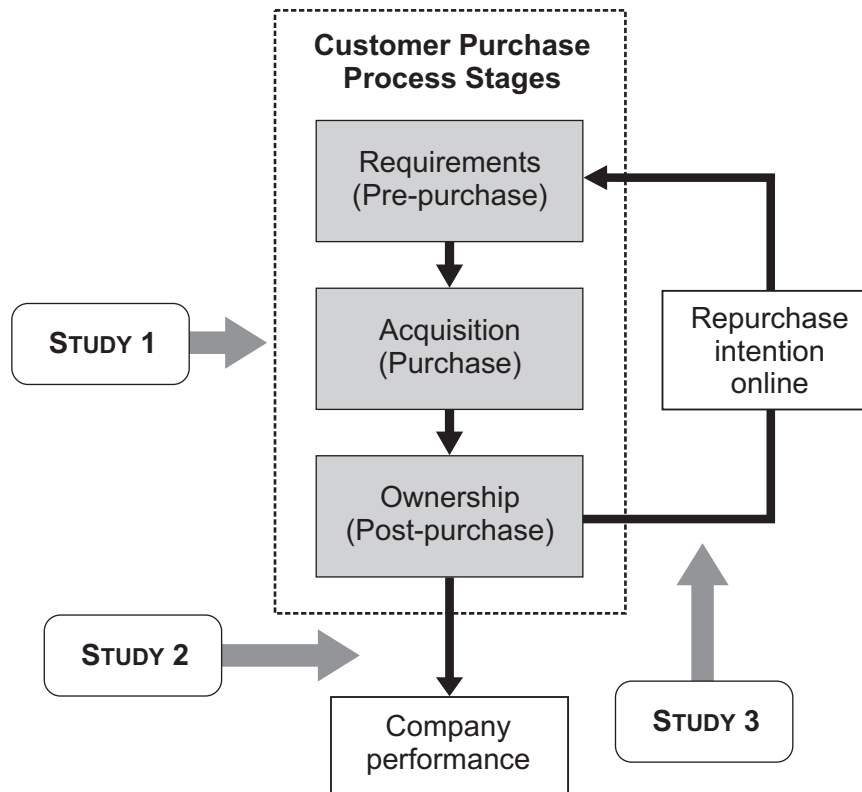 Customer Purchase
Process Stages
Requirements
(Pre-purchase)
STUDY 1
Acquisition
(Purchase)
Repurchase
intention
online
Ownership
(Post-purchase)
STUDY 2
Company
performance
STUDY 3